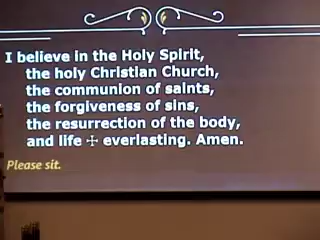 I believe in the Holy Spirit,
the holy Christian Church,
the communion of saints,
the forgiveness of sins,
the resurrection of the body,
and life ☩ everlasting. Amen.
Please sit.